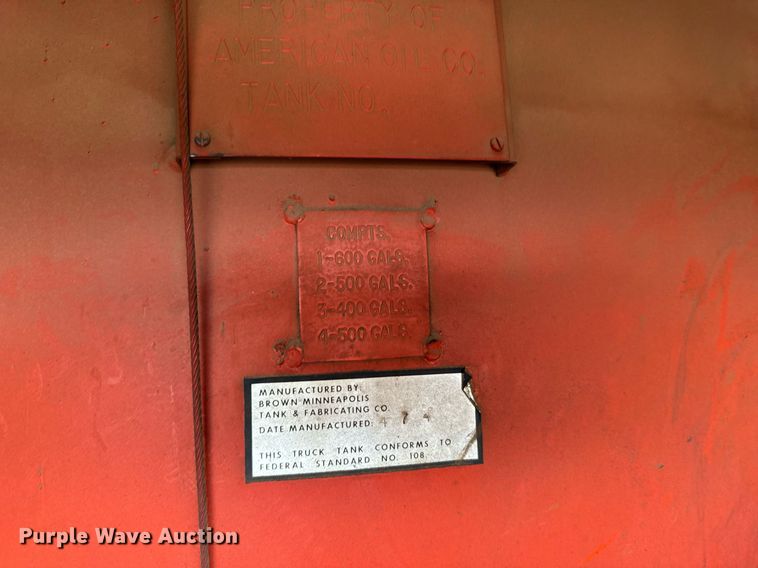 PROPERTY OF
AMERICAN OIL CO.
TANK NO.
COMPTS.
1-600 GALS.
2-500 GALS.
3-400 GALS.
4-500 GALS.
MANUFACTURED BY:
BROWN MINNEAPOLIS
TANK & FABRICATING CO.
DATE MANUFACTURED: 4 74
THIS TRUCK TANK CONFORMS TO
FEDERAL STANDARD NO. 108
Purple Wave Auction®